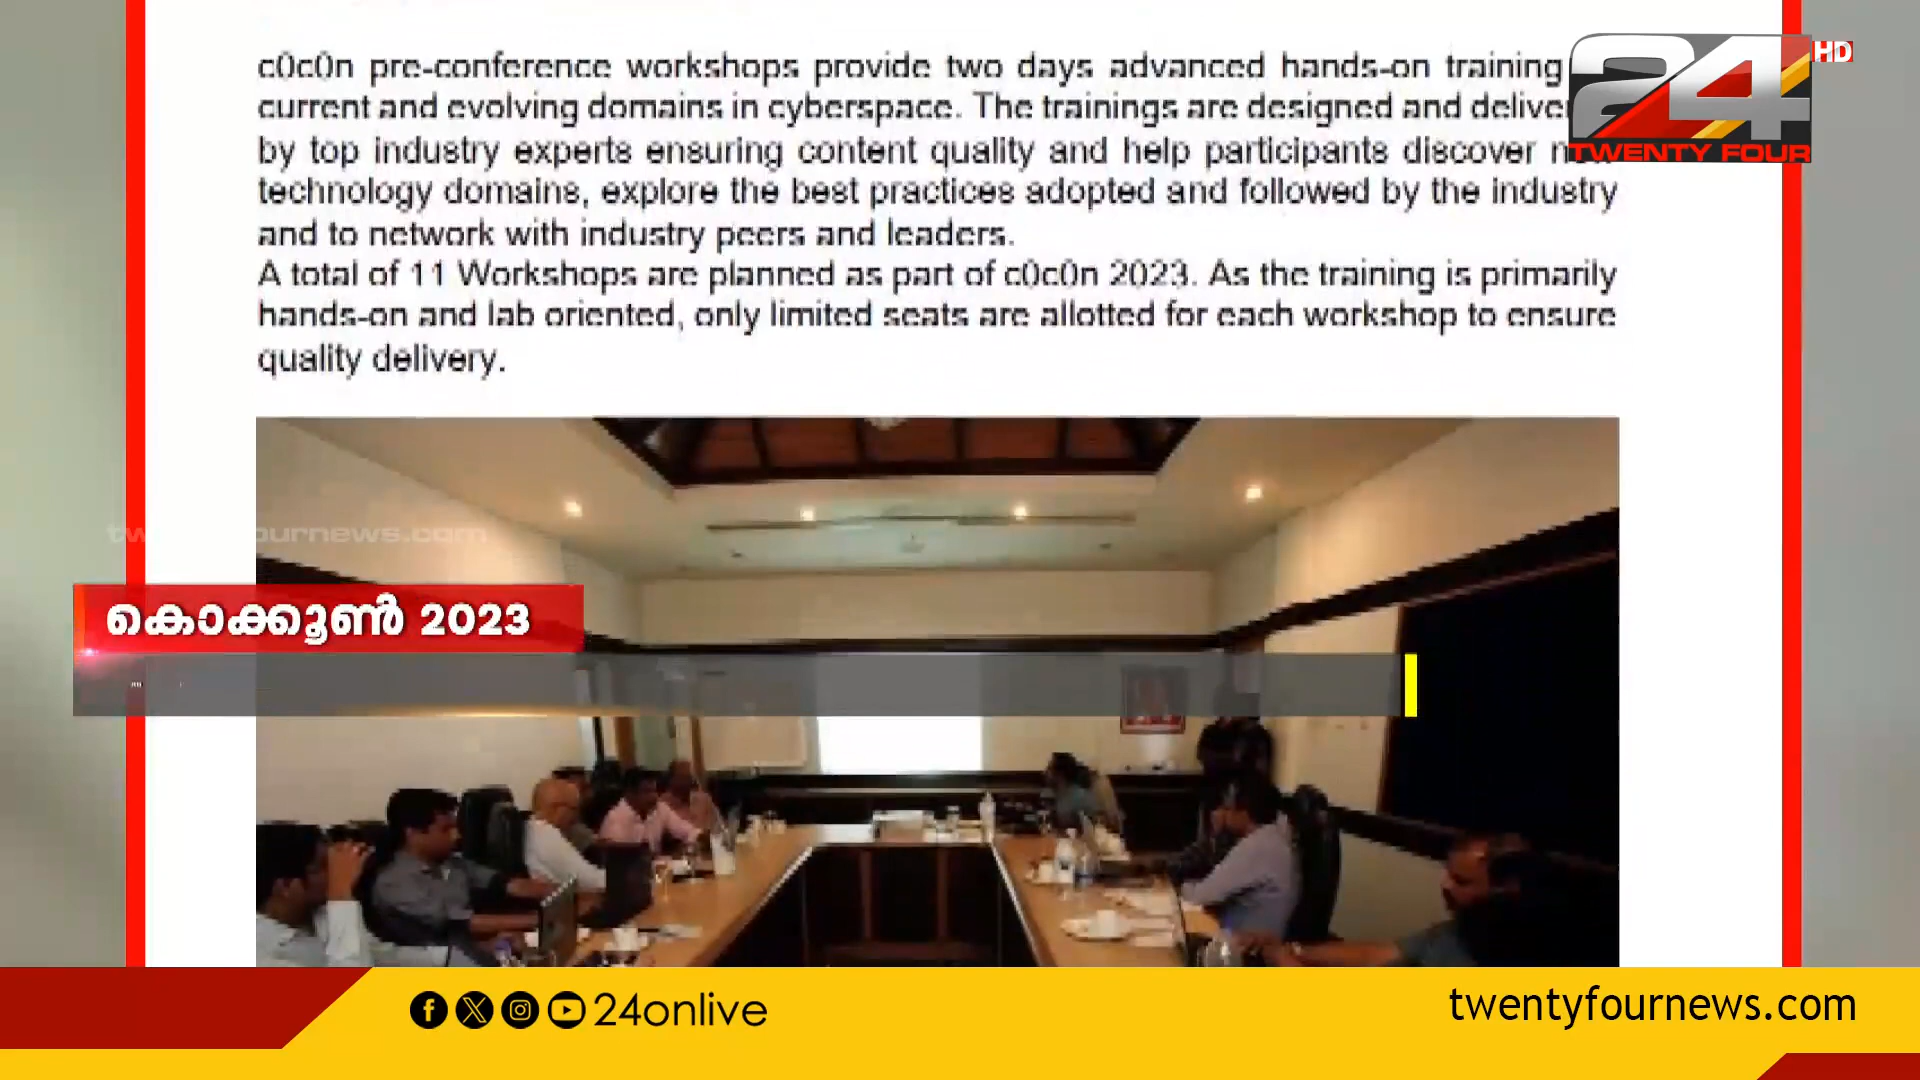 c0c0n pre-conference workshops provide two days advanced hands-on training
current and evolving domains in cyberspace. The trainings are designed and
by top industry experts ensuring content quality and help participants discover
technology domains, explore the best practices adopted and followed by the industry
and to network with industry peers and leaders.
A total of 11 Workshops are planned as part of c0c0n 2023. As the training is primarily
hands-on and lab oriented, only limited seats are allotted for each workshop to ensure
quality delivery.
24 HD
TWENTY FOUR
കൊക്കൂൺ 2023
24onlive
twentyfournews.com